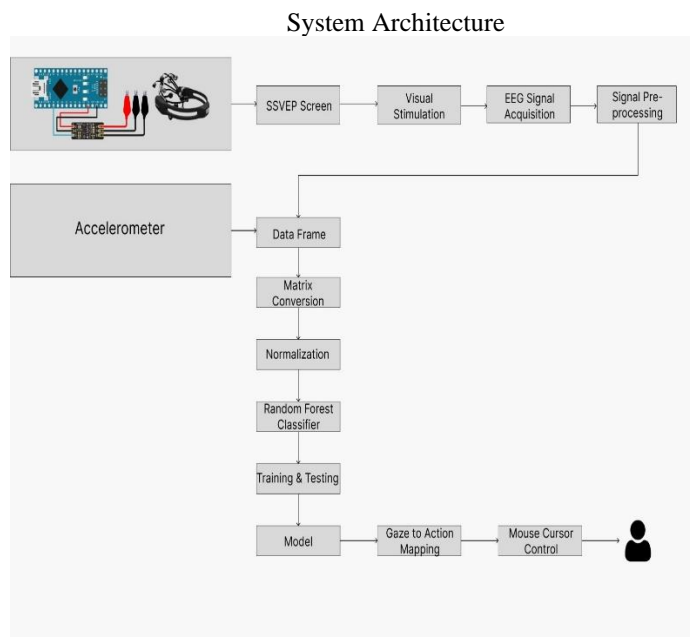 System Architecture
SSVEP Screen
Visual
Stimulation
EEG Signal
Acquisition
Signal Pre-
processing
Accelerometer
Data Frame
Matrix
Conversion
Normalization
Random Forest
Classifier
Training & Testing
Model
Gaze to Action
Mapping
Mouse Cursor
Control